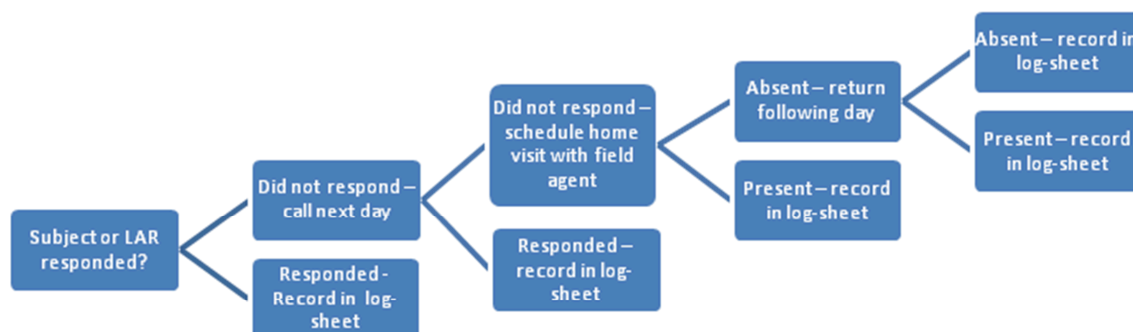 Subject or LAR
responded?
Did not respond –
call next day
Responded -
Record in log-
sheet
Did not respond –
schedule home
visit with field
agent
Responded –
record in log-
sheet
Absent – return
following day
Present – record
in log-sheet
Absent – record in
log-sheet
Present – record
in log-sheet